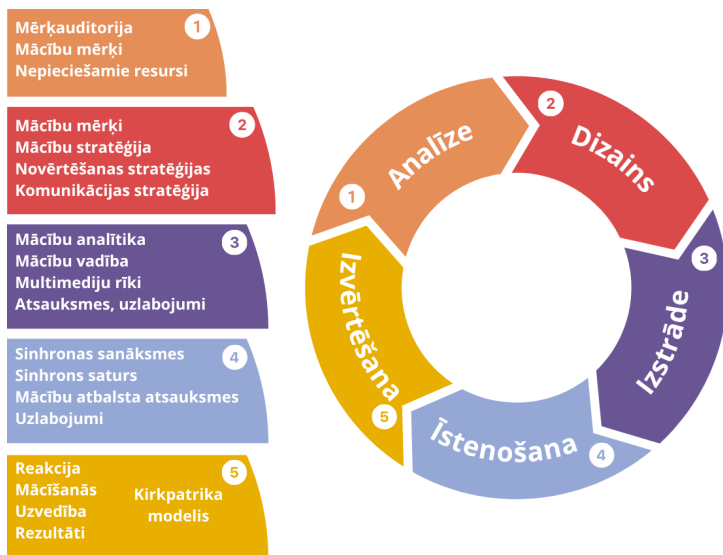 Mērķauditorija
Mācību mērķi
Nepieciešamie resursi
1
Mācību mērķi
Mācību stratēģija
Novērtēšanas stratēģijas
Komunikācijas stratēģija
2
Mācību analītika
Mācību vadība
Multimediju rīki
Atsauksmes, uzlabojumi
3
Sinhronas sanāksmes
Sinhrons saturs
Mācību atbalsta atsauksmes
Uzlabojumi
4
Reakcija
Mācīšanās
Uzvedība
Rezultāti
Kirkpatrika
modelis
5
1
Analīze
2
Dizains
3
Izstrāde
4
Īstenošana
5
Izvērtēšana